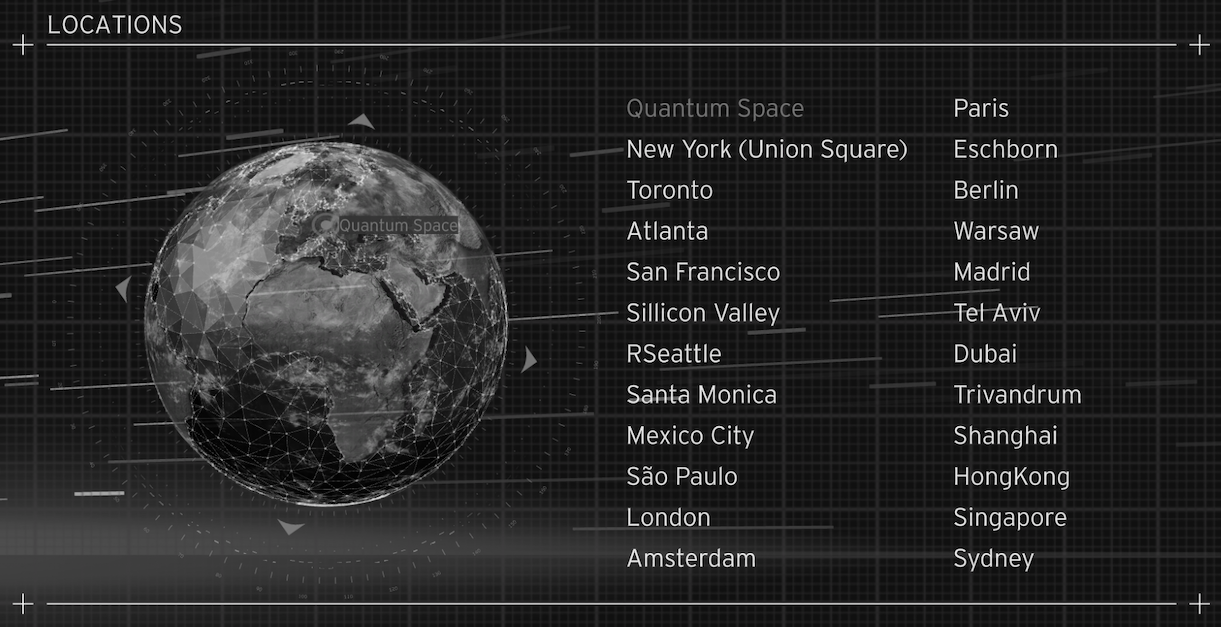 LOCATIONS
Quantum Space
Quantum Space
New York (Union Square)
Toronto
Atlanta
San Francisco
Sillicon Valley
RSeattle
Santa Monica
Mexico City
São Paulo
London
Amsterdam
Paris
Eschborn
Berlin
Warsaw
Madrid
Tel Aviv
Dubai
Trivandrum
Shanghai
HongKong
Singapore
Sydney